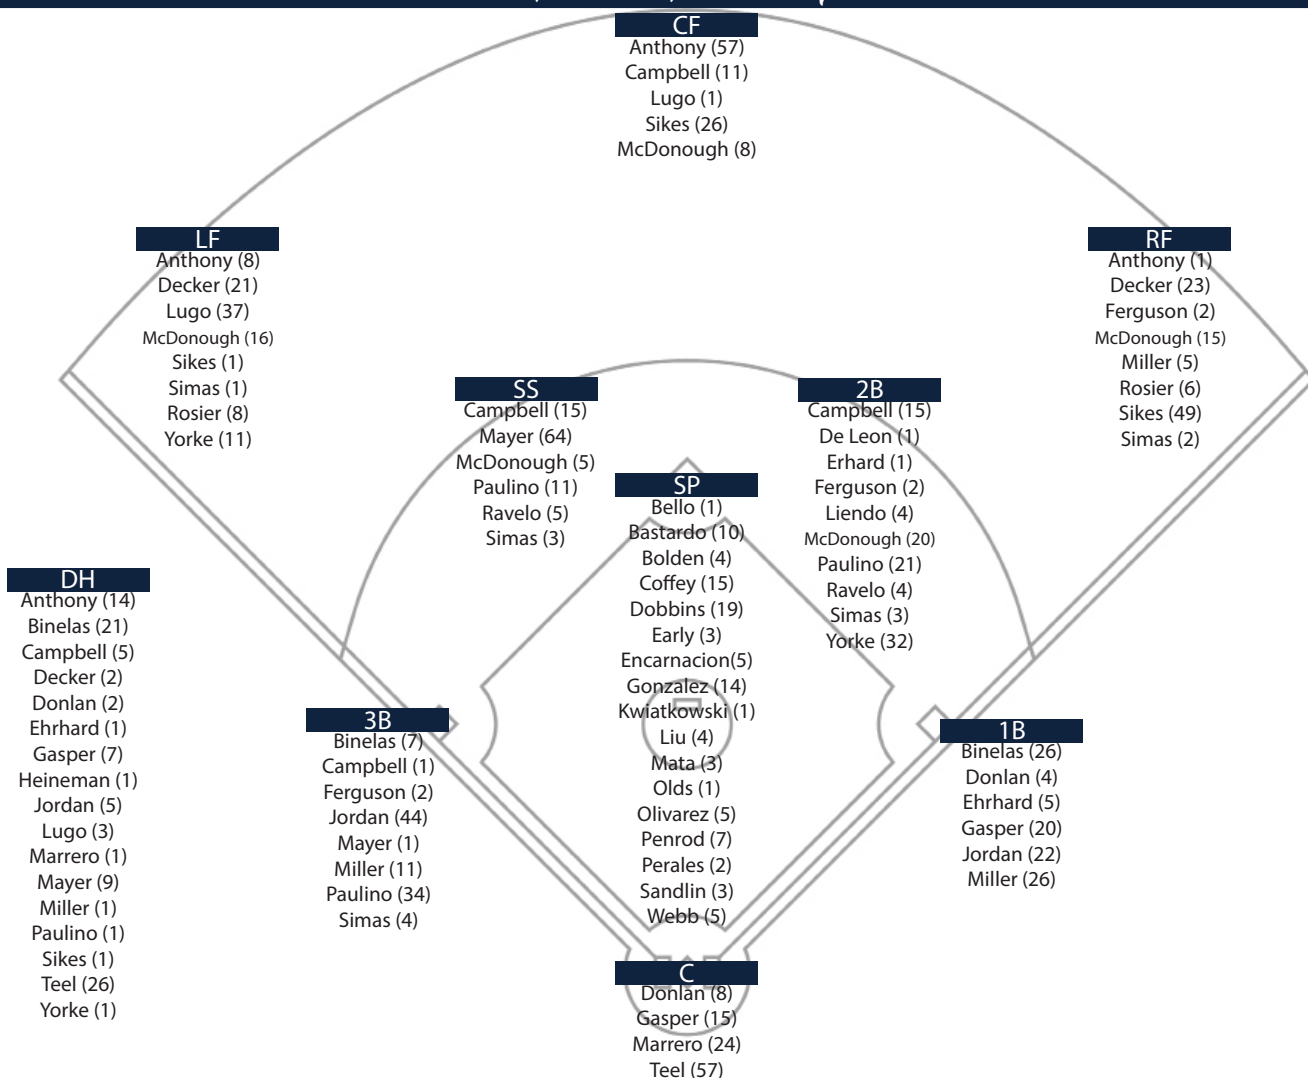 CF
Anthony (57)
Campbell (11)
Lugo (1)
Sikes (26)
McDonough (8)
LF
Anthony (8)
Decker (21)
Lugo (37)
McDonough (16)
Sikes (1)
Simas (1)
Rosier (8)
Yorke (11)
RF
Anthony (1)
Decker (23)
Ferguson (2)
McDonough (15)
Miller (5)
Rosier (6)
Sikes (49)
Simas (2)
SS
Campbell (15)
Mayer (64)
McDonough (5)
Paulino (11)
Ravelo (5)
Simas (3)
2B
Campbell (15)
De Leon (1)
Erhard (1)
Ferguson (2)
Liendo (4)
McDonough (20)
Paulino (21)
Ravelo (4)
Simas (3)
Yorke (32)
SP
Bello (1)
Bastardo (10)
Bolden (4)
Coffey (15)
Dobbins (19)
Early (3)
Encarnacion(5)
Gonzalez (14)
Kwiatkowski (1)
Liu (4)
Mata (3)
Olds (1)
Olivarez (5)
Penrod (7)
Perales (2)
Sandlin (3)
Webb (5)
DH
Anthony (14)
Binelas (21)
Campbell (5)
Decker (2)
Donlan (2)
Ehrhard (1)
Gasper (7)
Heineman (1)
Jordan (5)
Lugo (3)
Marrero (1)
Mayer (9)
Miller (1)
Paulino (1)
Sikes (1)
Teel (26)
Yorke (1)
3B
Binelas (7)
Campbell (1)
Ferguson (2)
Jordan (44)
Mayer (1)
Miller (11)
Paulino (34)
Simas (4)
1B
Binelas (26)
Donlan (4)
Ehrhard (5)
Gasper (20)
Jordan (22)
Miller (26)
C
Donlan (8)
Gasper (15)
Marrero (24)
Teel (57)